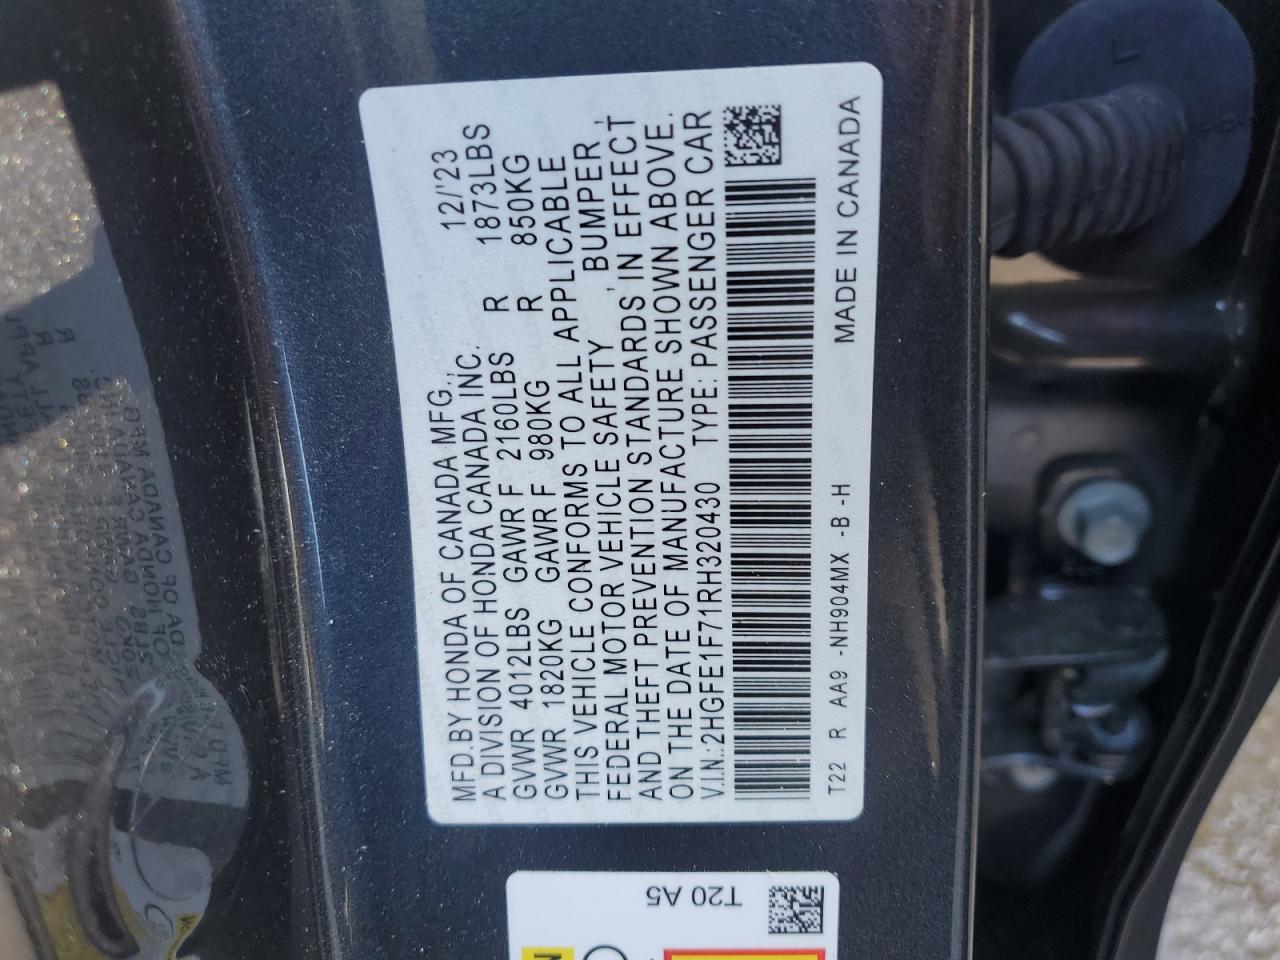 MFD.BY HONDA OF CANADA MFG., 12/'23
A DIVISION OF HONDA CANADA INC.
GVWR 4012LBS GAWR F 2160LBS R 1873LBS
GVWR 1820KG GAWR F 980KG R 850KG
THIS VEHICLE CONFORMS TO ALL APPLICABLE
FEDERAL MOTOR VEHICLE SAFETY , BUMPER ,
AND THEFT PREVENTION STANDARDS IN EFFECT
ON THE DATE OF MANUFACTURE SHOWN ABOVE.
V.I.N.:2HGFE1F71RH320430 TYPE: PASSENGER CAR
T22 R AA9 -NH904MX -B -H MADE IN CANADA
T20 A5